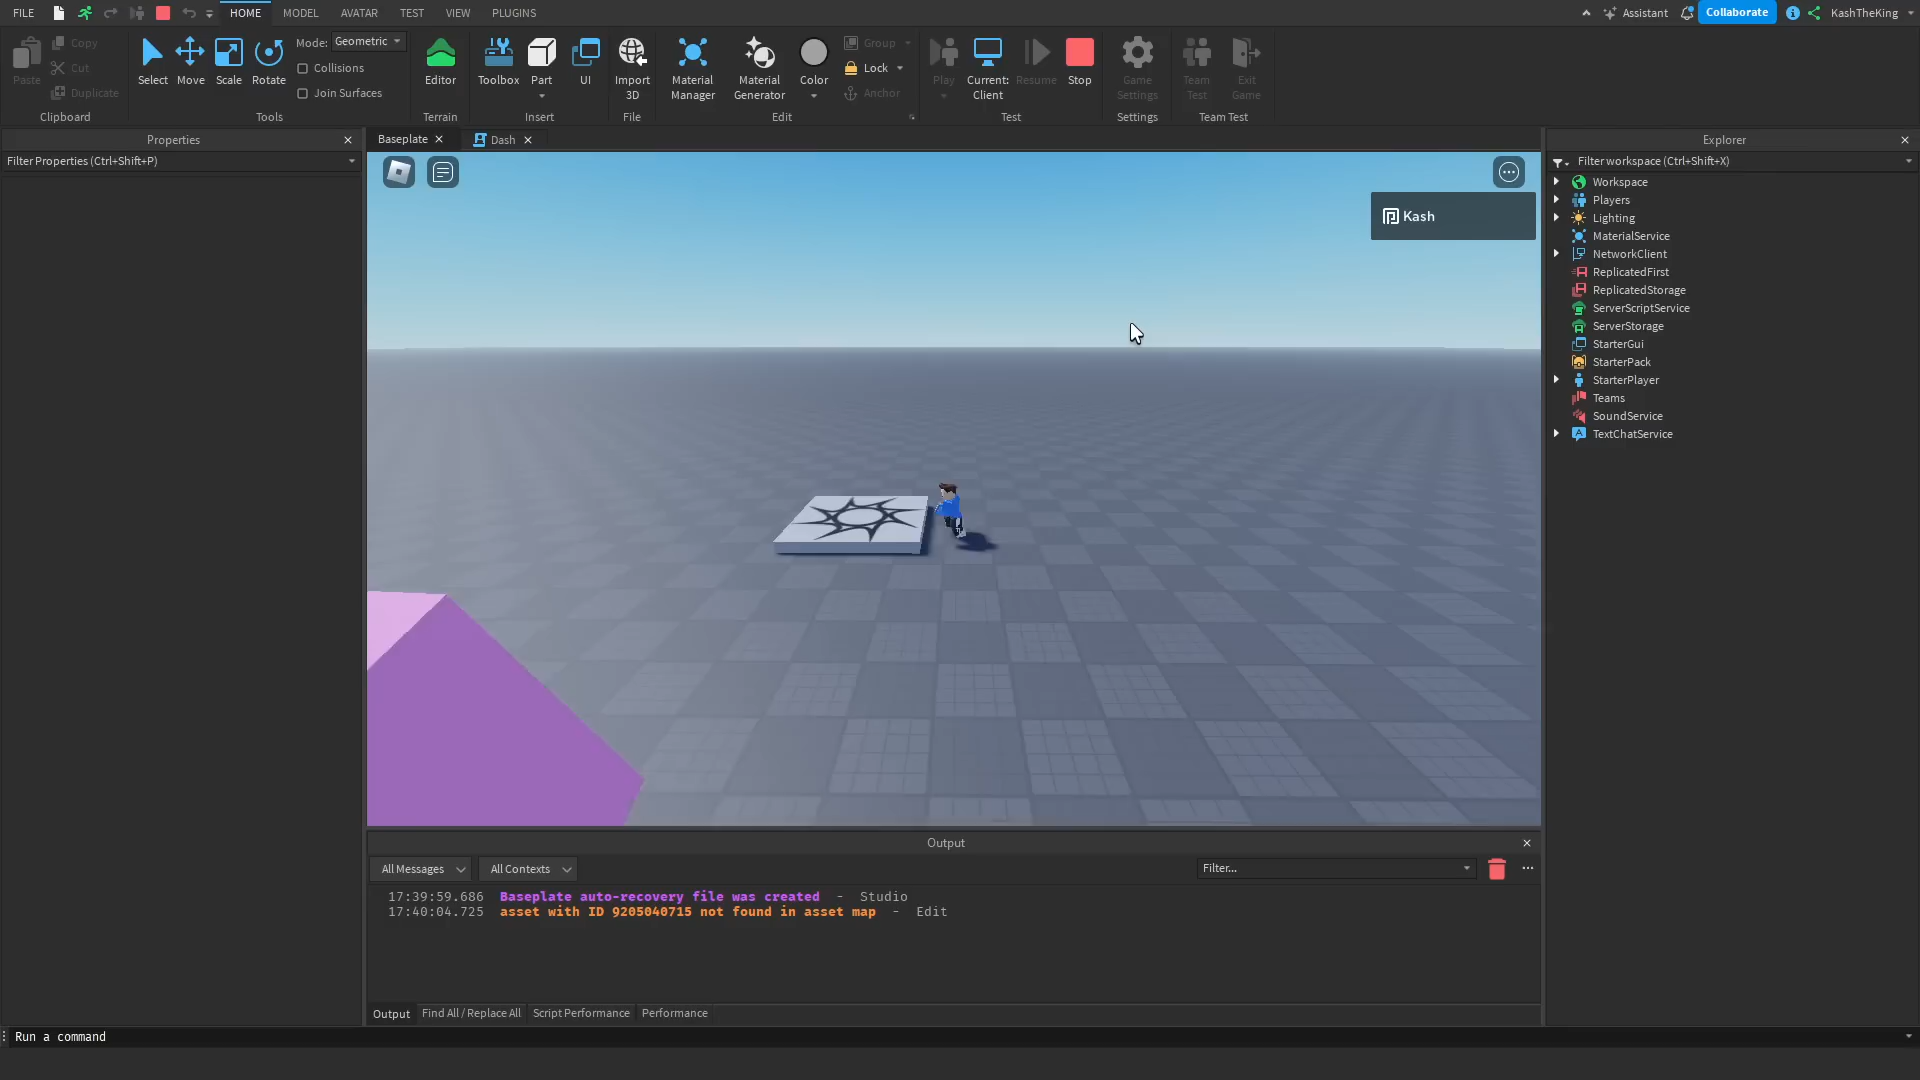 FILE
HOME
MODEL
AVATAR
TEST
VIEW
PLUGINS
Assistant
Collaborate
KashTheKing
Paste
Copy
Cut
Duplicate
Clipboard
Select
Move
Scale
Rotate
Mode: Geometric
Collisions
Join Surfaces
Tools
Editor
Terrain
Toolbox
Part
UI
Insert
Import
3D
File
Material
Manager
Material
Generator
Color
Group
Lock
Anchor
Edit
Play
Current:
Client
Resume
Stop
Test
Game
Settings
Settings
Team
Test
Exit
Game
Team Test
Properties
Filter Properties (Ctrl+Shift+P)
Baseplate
Dash
Kash
Explorer
Filter workspace (Ctrl+Shift+X)
Workspace
Players
Lighting
MaterialService
NetworkClient
ReplicatedFirst
ReplicatedStorage
ServerScriptService
ServerStorage
StarterGui
StarterPack
StarterPlayer
Teams
SoundService
TextChatService
Output
All Messages
All Contexts
Filter...
17:39:59.686 Baseplate auto-recovery file was created - Studio
17:40:04.725 asset with ID 9205040715 not found in asset map - Edit
Output
Find All / Replace All
Script Performance
Performance
Run a command